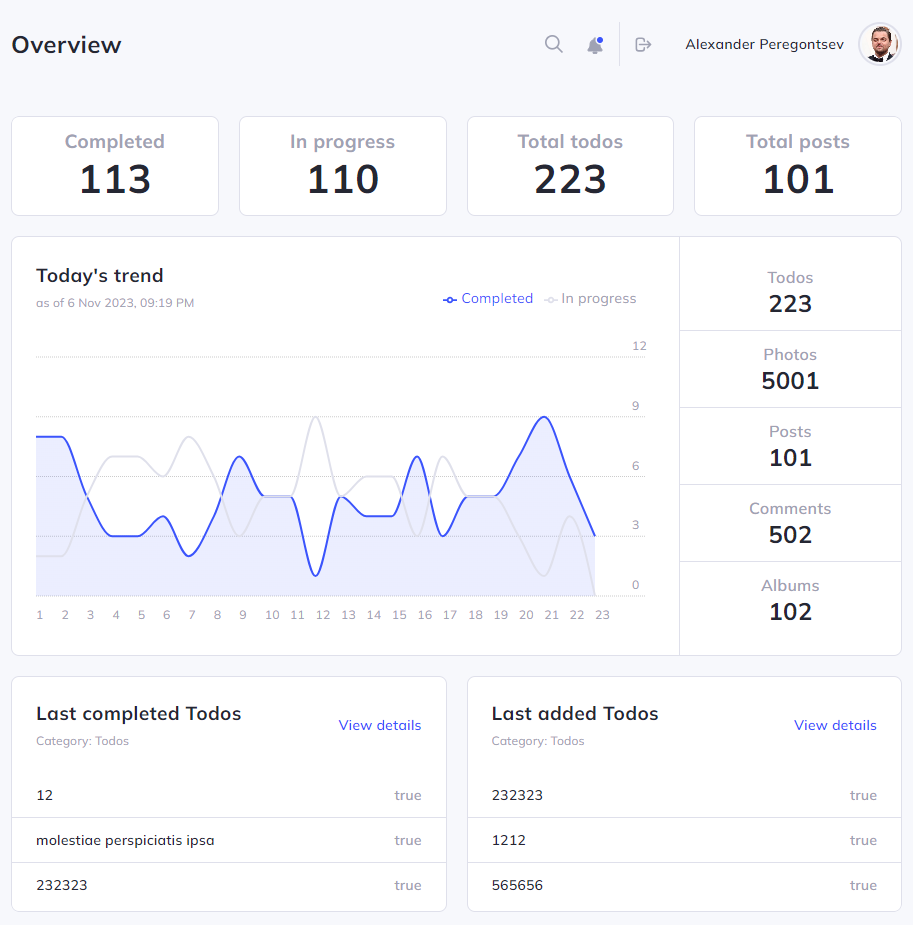 Overview
Alexander Peregontsev
Completed
113
In progress
110
Total todos
223
Total posts
101
Today's trend
as of 6 Nov 2023, 09:19 PM
Completed
In progress
12
9
6
3
0
1 2 3 4 5 6 7 8 9 10 11 12 13 14 15 16 17 18 19 20 21 22 23
Todos
223
Photos
5001
Posts
101
Comments
502
Albums
102
Last completed Todos
Category: Todos
View details
12 true
molestiae perspiciatis ipsa true
232323 true
Last added Todos
Category: Todos
View details
232323 true
1212 true
565656 true